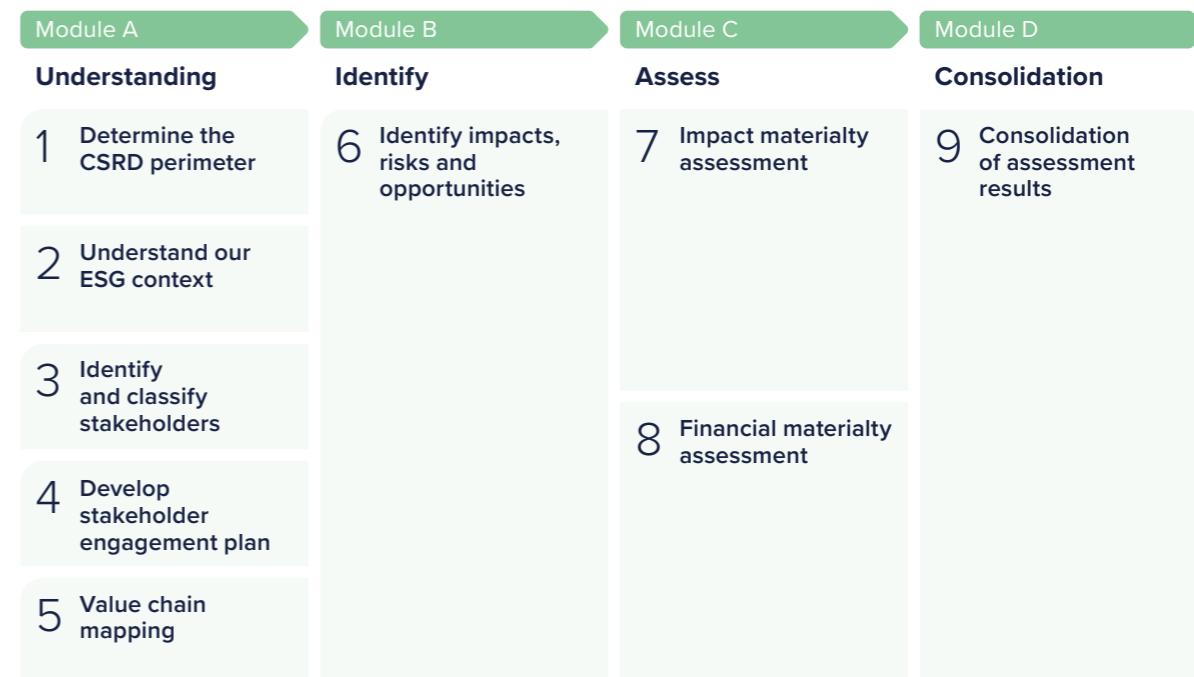 Module A
Understanding
1 Determine the
CSRD perimeter
2 Understand our
ESG context
3 Identify
and classify
stakeholders
4 Develop
stakeholder
engagement plan
5 Value chain
mapping
Module B
Identify
6 Identify impacts,
risks and
opportunities
Module C
Assess
7 Impact materialty
assessment
8 Financial materialty
assessment
Module D
Consolidation
9 Consolidation
of assessment
results